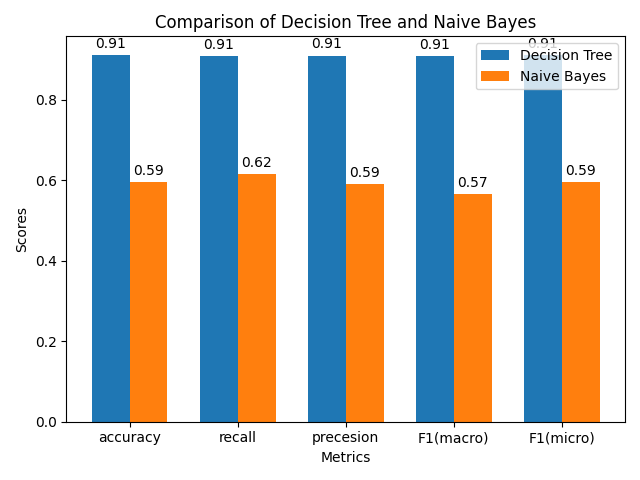 Comparison of Decision Tree and Naive Bayes
0.91 0.91 0.91 0.91 0.91
Decision Tree
Naive Bayes
0.59 0.62 0.59 0.57 0.59
Scores
0.8
0.6
0.4
0.2
0.0
accuracy recall precesion F1(macro) F1(micro)
Metrics